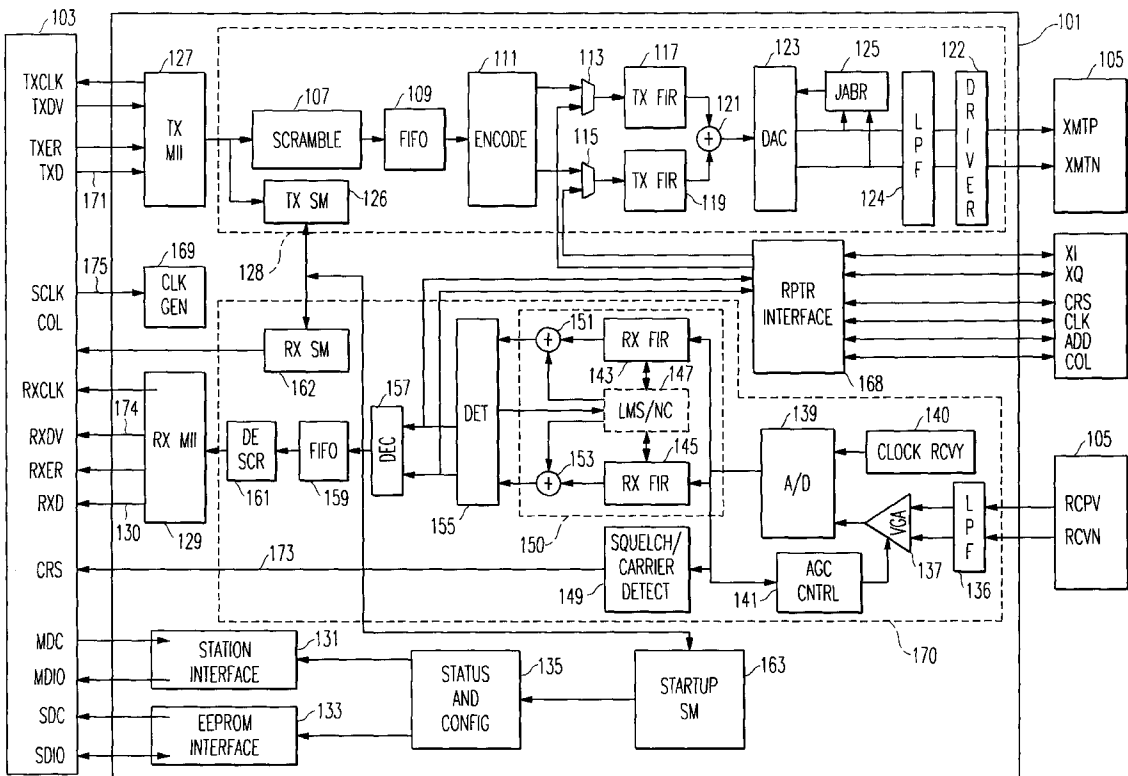 103
101
TXCLK
TXDV
TXER
TXD
171
127
TX
MII
107
SCRAMBLE
109
FIFO
111
ENCODE
113
115
117
TX FIR
TX FIR
119
121
123
DAC
125
JABR
LPF
124
122
DRIVER
105
XMTP
XMTN
TX SM
126
128
175
SCLK
COL
169
CLK
GEN
RPTR
INTERFACE
168
XI
XQ
CRS
CLK
ADD
COL
RX SM
162
RXCLK
174
RXDV
RXER
RXD
130
RX MII
129
DE
SCR
161
FIFO
159
157
DEC
DET
155
151
153
RX FIR
143
147
LMS/NC
145
RX FIR
150
139
A/D
140
CLOCK RCVY
VGA
137
LPF
136
105
RCPV
RCVN
CRS
173
SQUELCH/
CARRIER
DETECT
149
AGC
CNTRL
141
170
MDC
MDIO
SDC
SDIO
131
STATION
INTERFACE
133
EEPROM
INTERFACE
135
STATUS
AND
CONFIG
163
STARTUP
SM